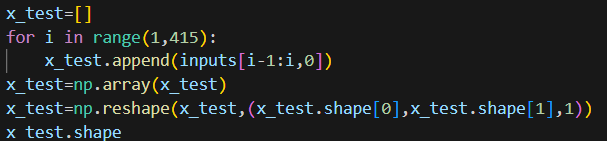 x_test=[]
for i in range(1,415):
    x_test.append(inputs[i-1:i,0])
x_test=np.array(x_test)
x_test=np.reshape(x_test,(x_test.shape[0],x_test.shape[1],1))
x_test.shape